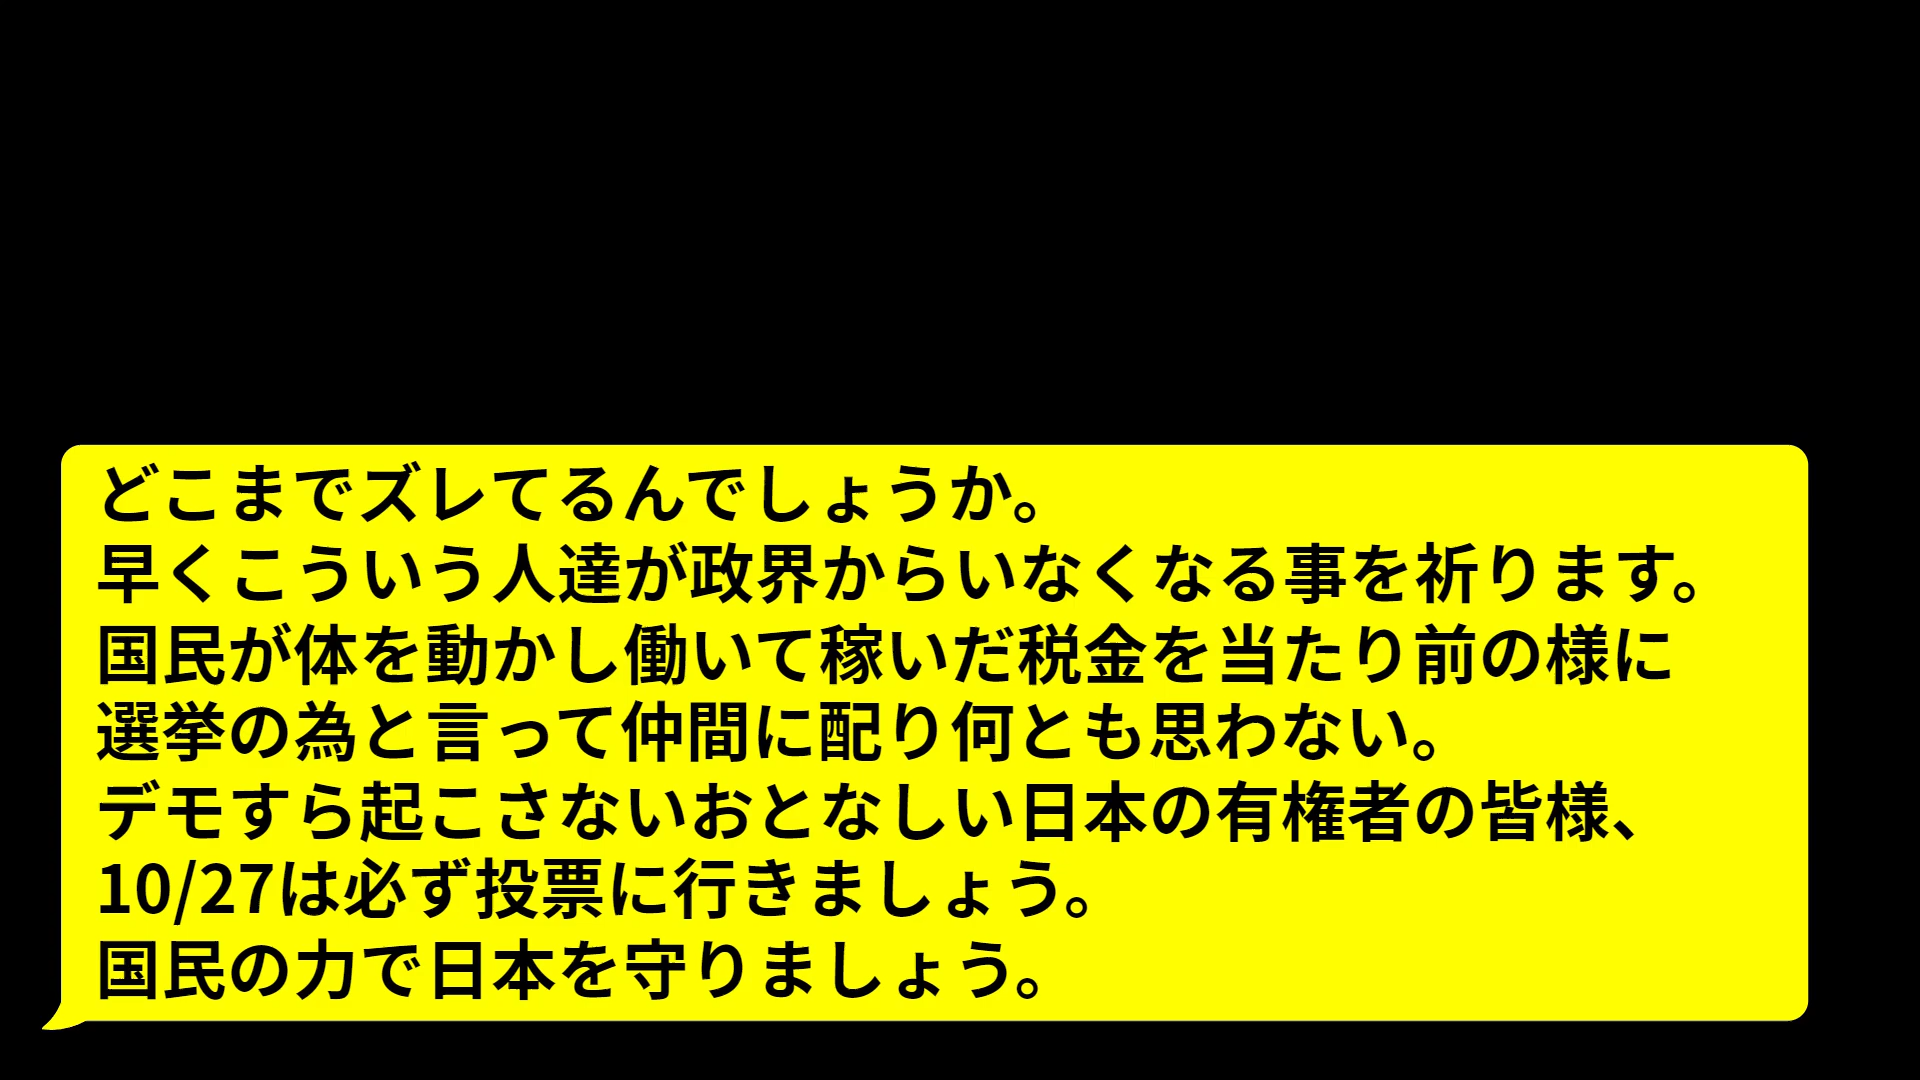 どこまでズレてるんでしょうか。
早くこういう人達が政界からいなくなる事を祈ります。
国民が体を動かし働いて稼いだ税金を当たり前の様に
選挙の為と言って仲間に配り何とも思わない。
デモすら起こさないおとなしい日本の有権者の皆様、
10/27は必ず投票に行きましょう。
国民の力で日本を守りましょう。